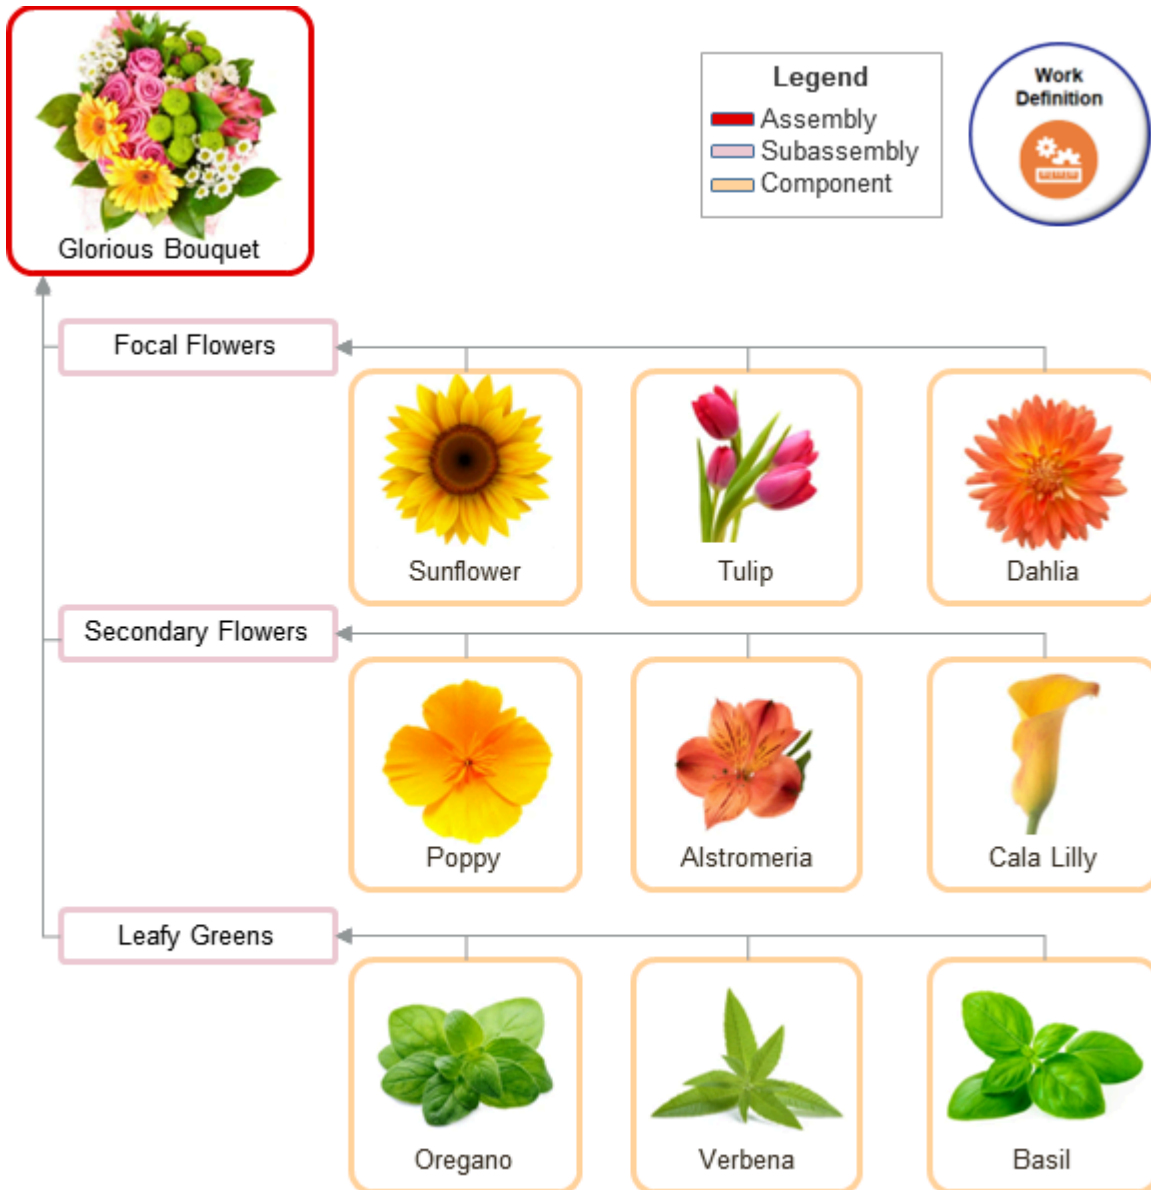 Legend
Assembly
Subassembly
Component
Work
Definition
Glorious Bouquet
Focal Flowers
Sunflower
Tulip
Dahlia
Secondary Flowers
Poppy
Alstromeria
Cala Lilly
Leafy Greens
Oregano
Verbena
Basil